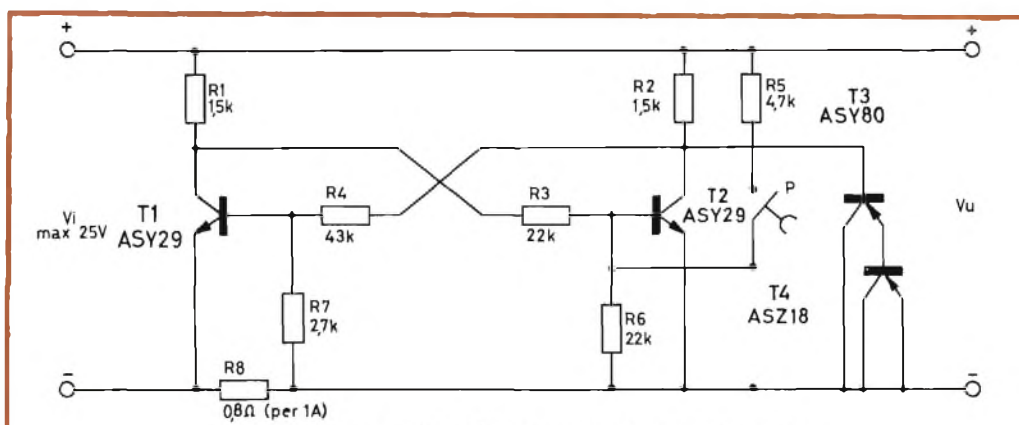 +
+
R1
1,5k
R2
1,5k
R5
4,7k
T3
ASY80
R4
43k
R3
22k
P
Vi
max 25V
T1
ASY29
T2
ASY29
Vu
R7
2,7k
R6
22k
T4
ASZ18
R8
0,8Ω (per 1A)
−
−